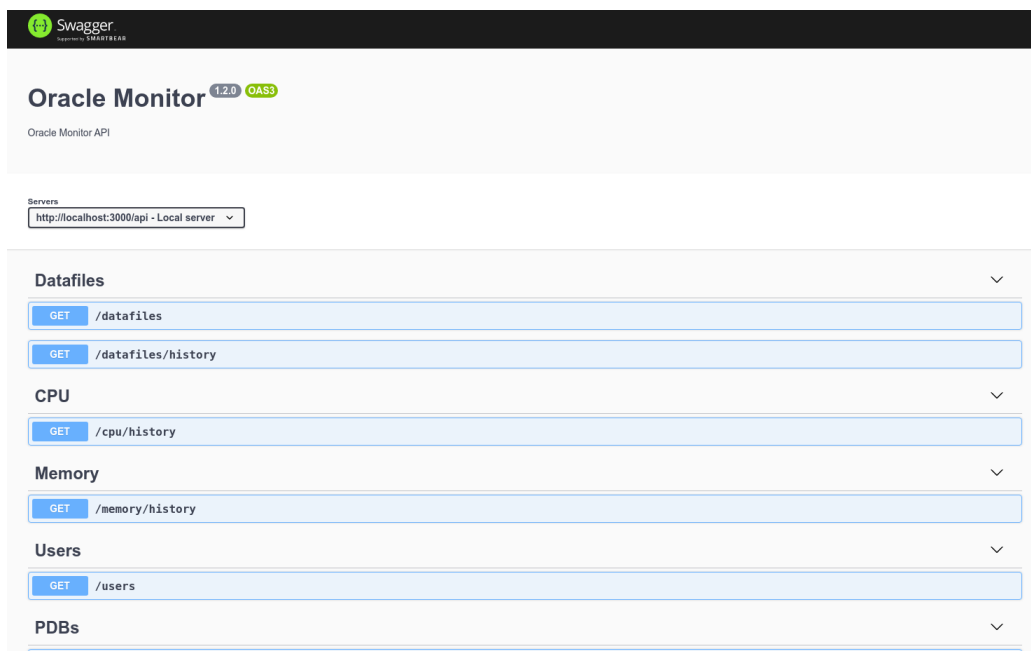 Swagger.
Supported by SMARTBEAR
Oracle Monitor 1.2.0 OAS3
Oracle Monitor API
Servers
http://localhost:3000/api - Local server
Datafiles
GET /datafiles
GET /datafiles/history
CPU
GET /cpu/history
Memory
GET /memory/history
Users
GET /users
PDBs